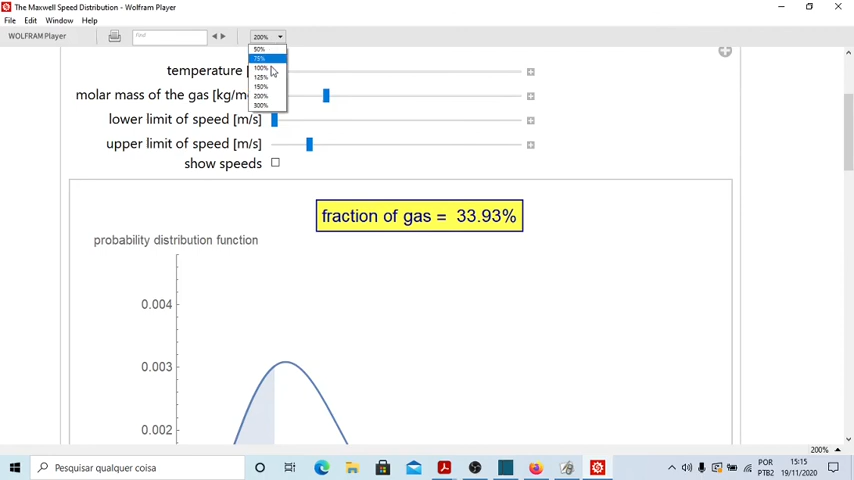 The Maxwell Speed Distribution - Wolfram Player
File Edit Window Help
WOLFRAM Player
Find
200%
50%
75%
100%
125%
150%
200%
300%
temperature [
molar mass of the gas [kg/m
lower limit of speed [m/s]
upper limit of speed [m/s]
show speeds
fraction of gas = 33.93%
probability distribution function
0.004
0.003
0.002
200%
Pesquisar qualquer coisa
POR
PTB2
15:15
19/11/2020